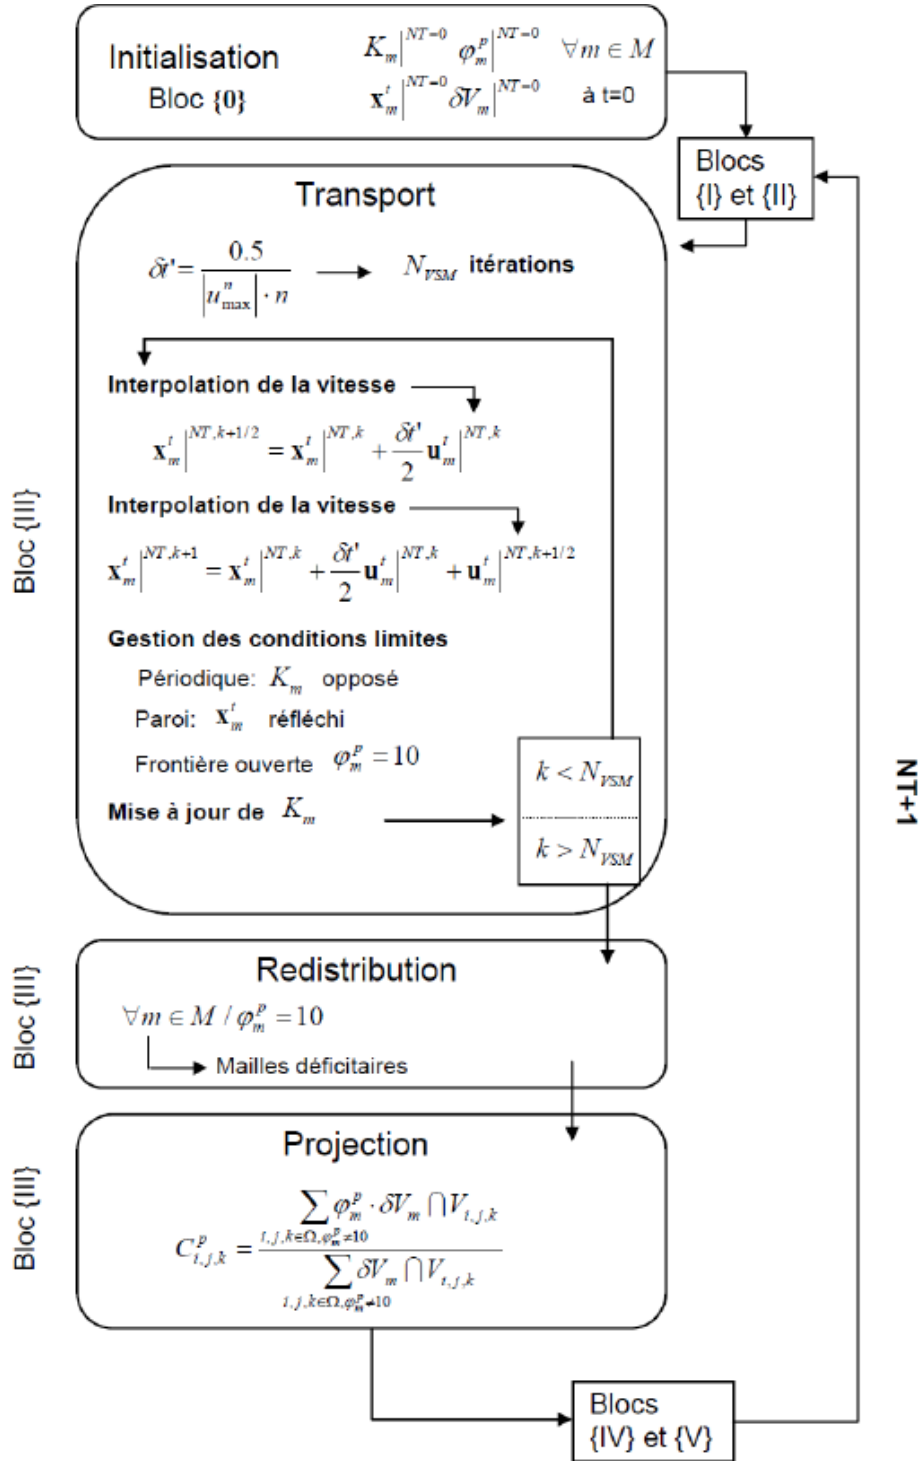 Initialisation
Bloc {0}
K_m|^{NT=0} φ_m^p|^{NT=0} ∀m ∈ M
x_m^t|^{NT=0} δV_m|^{NT=0} à t=0
Blocs
{I} et {II}
Transport
δt' = 0.5 / (|u_max^n| · n) → N_VSM itérations
Interpolation de la vitesse
x_m^t|^{NT,k+1/2} = x_m^t|^{NT,k} + δt'/2 u_m^t|^{NT,k}
Interpolation de la vitesse
x_m^t|^{NT,k+1} = x_m^t|^{NT,k} + δt'/2 u_m^t|^{NT,k} + u_m^t|^{NT,k+1/2}
Gestion des conditions limites
Périodique: K_m opposé
Paroi: x_m^t réfléchi
Frontière ouverte φ_m^p = 10
Mise à jour de K_m
k < N_VSM
k > N_VSM
Bloc {III}
NT+1
Redistribution
∀m ∈ M / φ_m^p = 10
Mailles déficitaires
Bloc {III}
Projection
C_{i,j,k}^p = ∑_{i,j,k∈Ω,φ_m^p≠10} φ_m^p · δV_m ⋂ V_{i,j,k} / ∑_{i,j,k∈Ω,φ_m^p≠10} δV_m ⋂ V_{i,j,k}
Bloc {III}
Blocs
{IV} et {V}